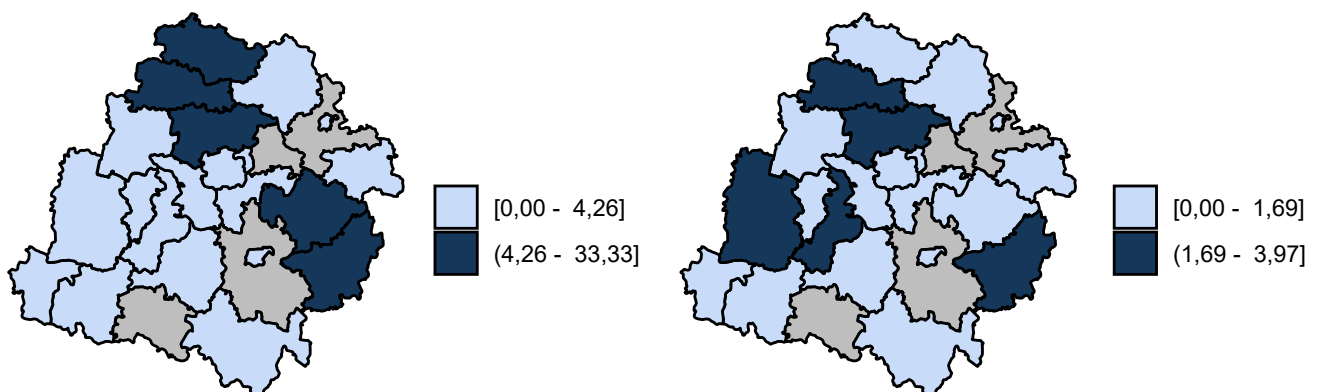 [0,00 - 4,26]
(4,26 - 33,33]
[0,00 - 1,69]
(1,69 - 3,97]